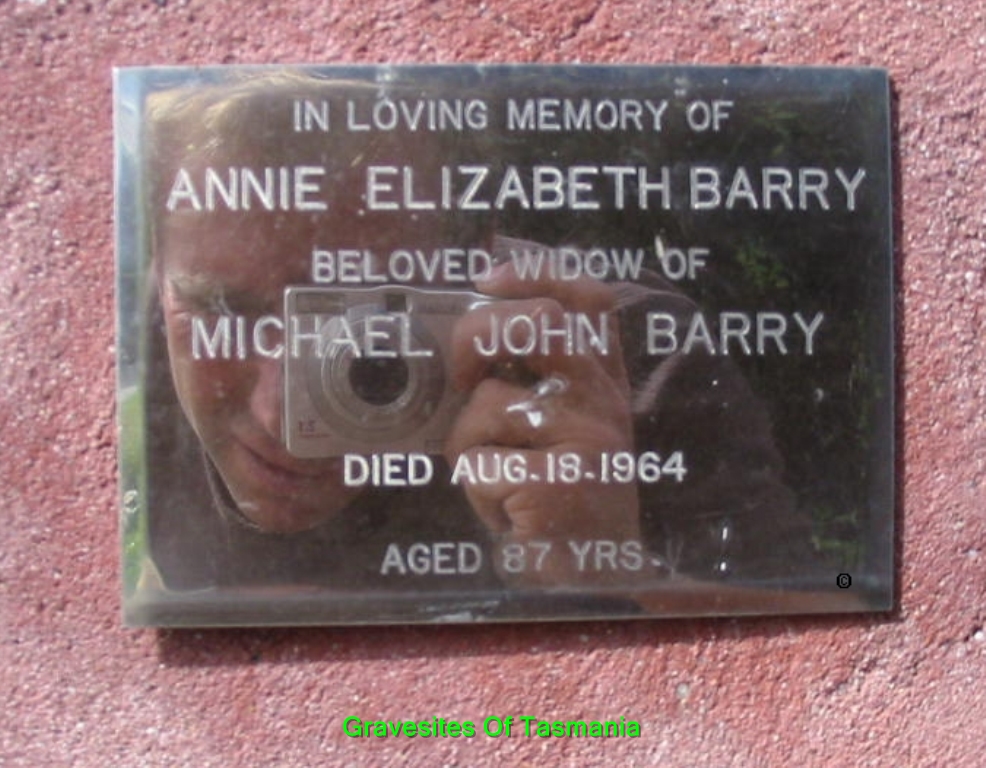 IN LOVING MEMORY OF
ANNIE ELIZABETH BARRY
BELOVED WIDOW OF
MICHAEL JOHN BARRY
DIED AUG.18.1964
AGED 87 YRS.
©
Gravesites Of Tasmania